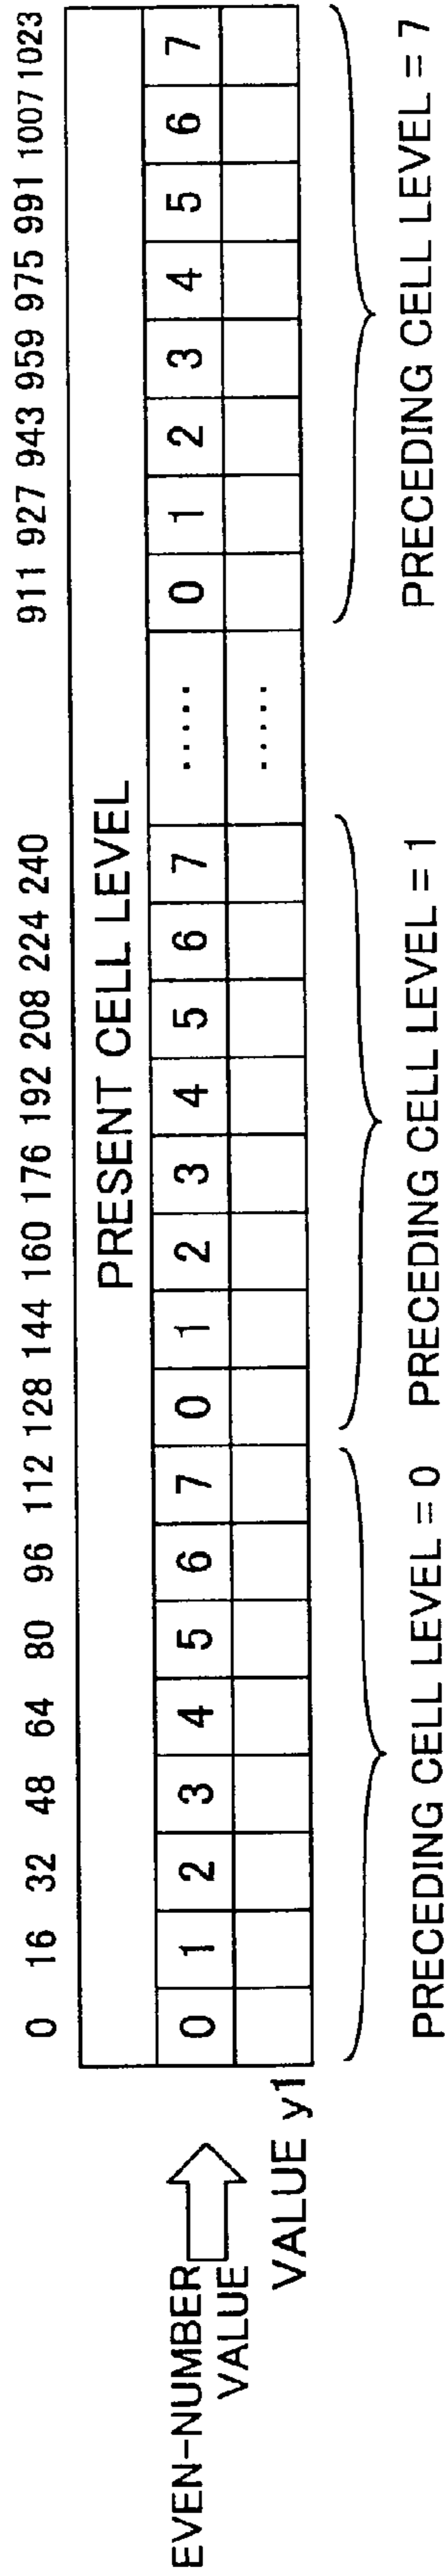 0 16 32 48 64 80 96 112 128 144 160 176 192 208 224 240 911 927 943 959 975 991 1007 1023
PRESENT CELL LEVEL
EVEN-NUMBER
VALUE
0 1 2 3 4 5 6 7 0 1 2 3 4 5 6 7 ..... 0 1 2 3 4 5 6 7
VALUE y1 .....
PRECEDING CELL LEVEL = 0 PRECEDING CELL LEVEL = 1 PRECEDING CELL LEVEL = 7